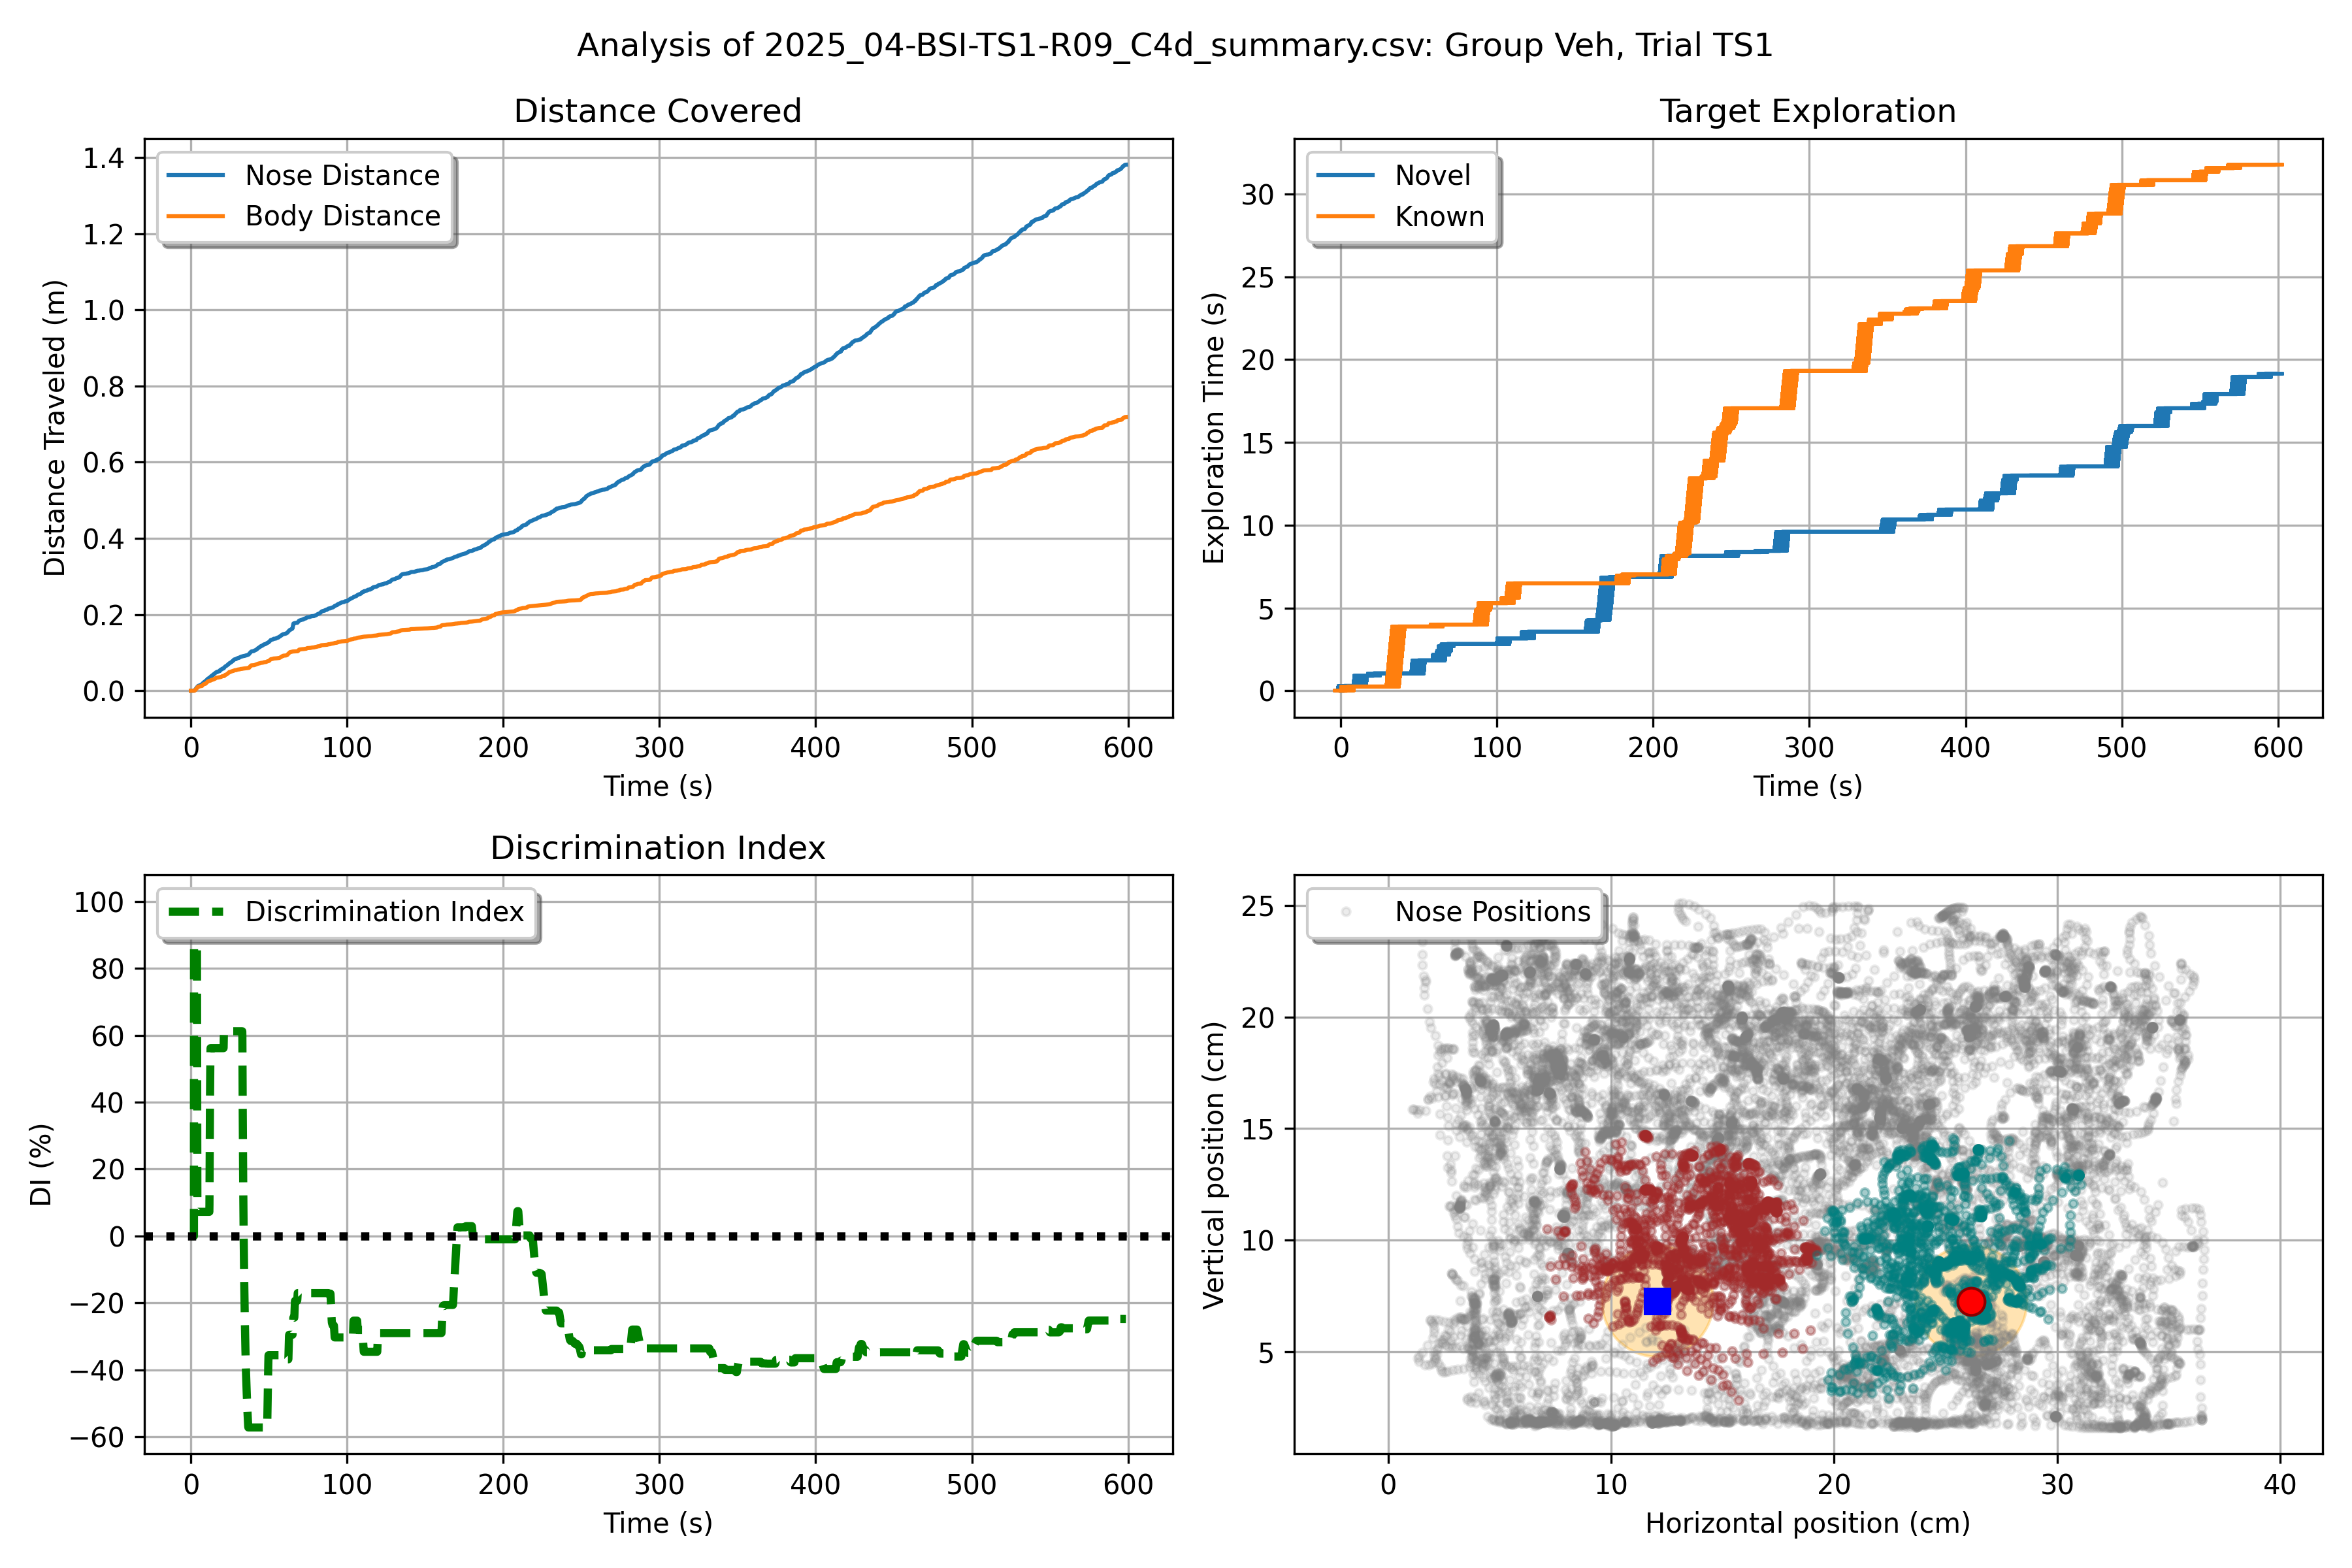 Analysis of 2025_04-BSI-TS1-R09_C4d_summary.csv: Group Veh, Trial TS1
Distance Covered
Nose Distance
Body Distance
Distance Traveled (m)
1.4
1.2
1.0
0.8
0.6
0.4
0.2
0.0
0 100 200 300 400 500 600
Time (s)
Target Exploration
Novel
Known
Exploration Time (s)
30
25
20
15
10
5
0
0 100 200 300 400 500 600
Time (s)
Discrimination Index
Discrimination Index
DI (%)
100
80
60
40
20
0
−20
−40
−60
0 100 200 300 400 500 600
Time (s)
Nose Positions
Vertical position (cm)
25
20
15
10
5
0 10 20 30 40
Horizontal position (cm)